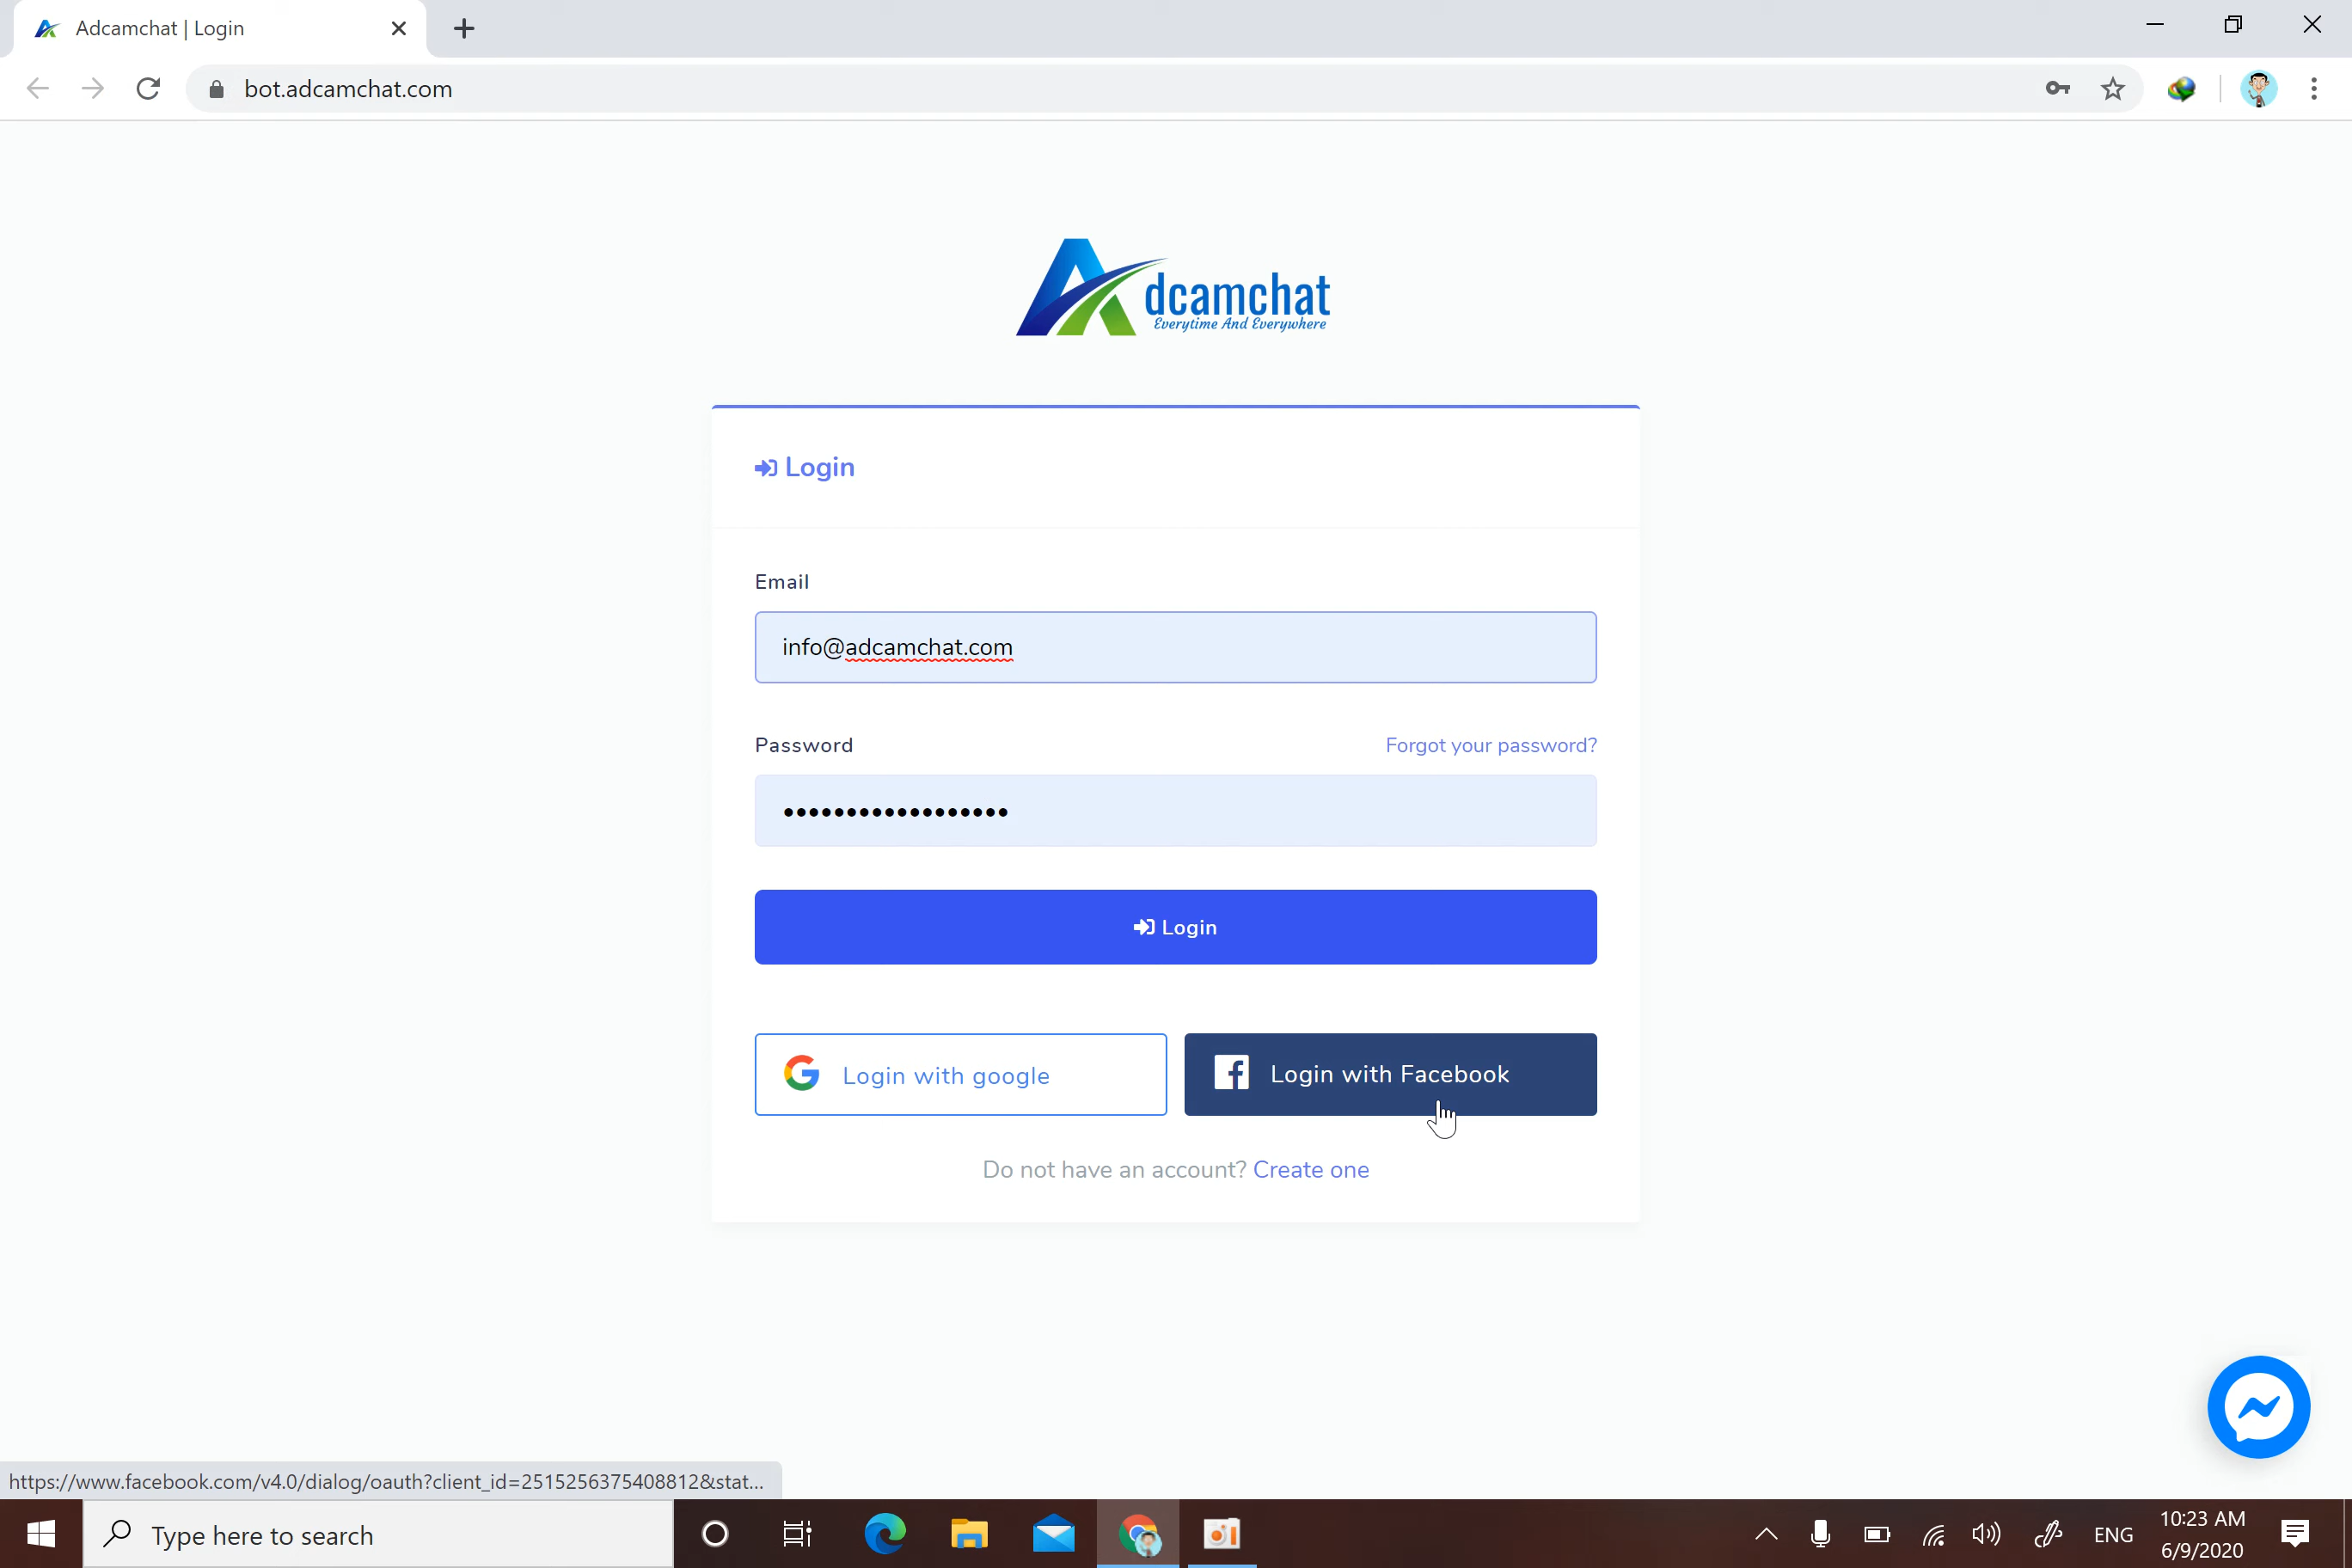 Adcamchat | Login
bot.adcamchat.com
Adcamchat
Everytime And Everywhere
Login
Email
info@adcamchat.com
Password Forgot your password?
Login
Login with google Login with Facebook
Do not have an account? Create one
https://www.facebook.com/v4.0/dialog/oauth?client_id=2515256375408812&stat...
Type here to search
ENG
10:23 AM
6/9/2020